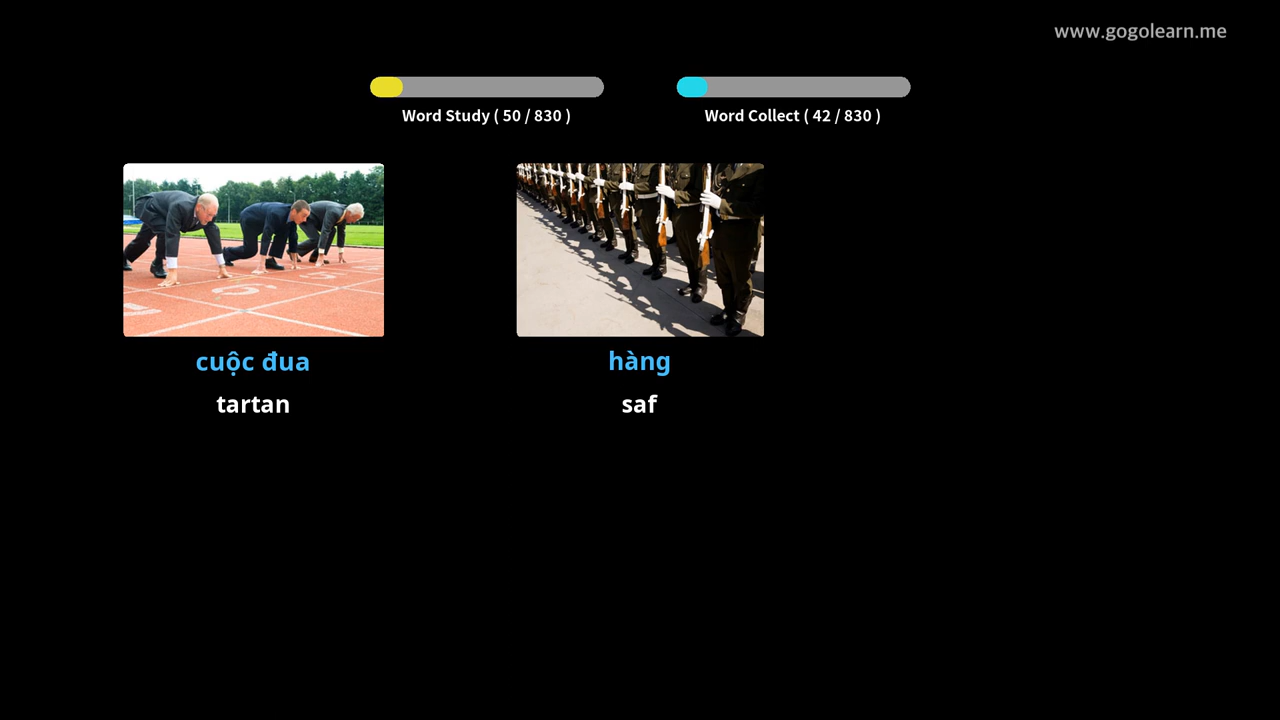 www.gogolearn.me
Word Study ( 50 / 830 )
Word Collect ( 42 / 830 )
cuộc đua
tartan
hàng
saf